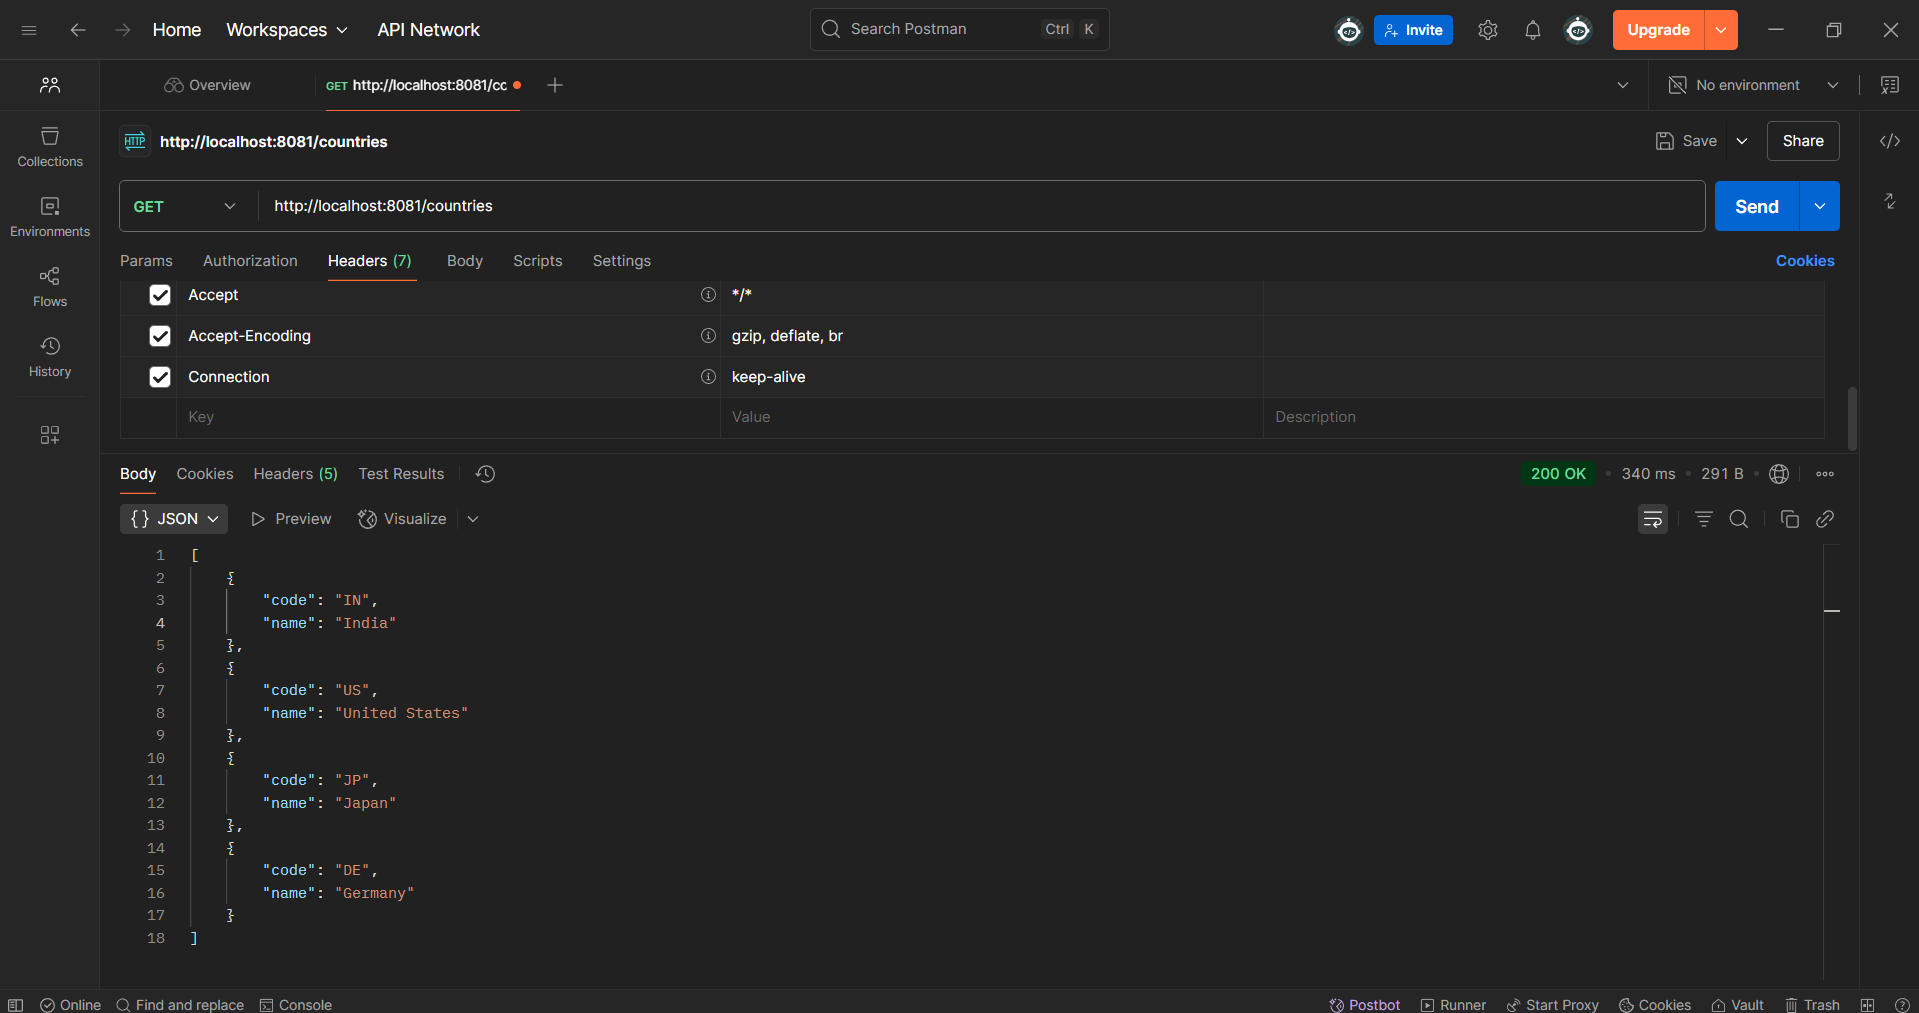 Home Workspaces API Network Search Postman Ctrl K Invite Upgrade
Overview GET http://localhost:8081/cc No environment
HTTP http://localhost:8081/countries Save Share
GET http://localhost:8081/countries Send
Collections
Environments
Flows
History
Params Authorization Headers (7) Body Scripts Settings Cookies
Accept */*
Accept-Encoding gzip, deflate, br
Connection keep-alive
Key Value Description
Body Cookies Headers (5) Test Results 200 OK • 340 ms • 291 B •
{} JSON Preview Visualize
1 [
2 {
3 "code": "IN",
4 "name": "India"
5 },
6 {
7 "code": "US",
8 "name": "United States"
9 },
10 {
11 "code": "JP",
12 "name": "Japan"
13 },
14 {
15 "code": "DE",
16 "name": "Germany"
17 }
18 ]
Online Find and replace Console Postbot Runner Start Proxy Cookies Vault Trash